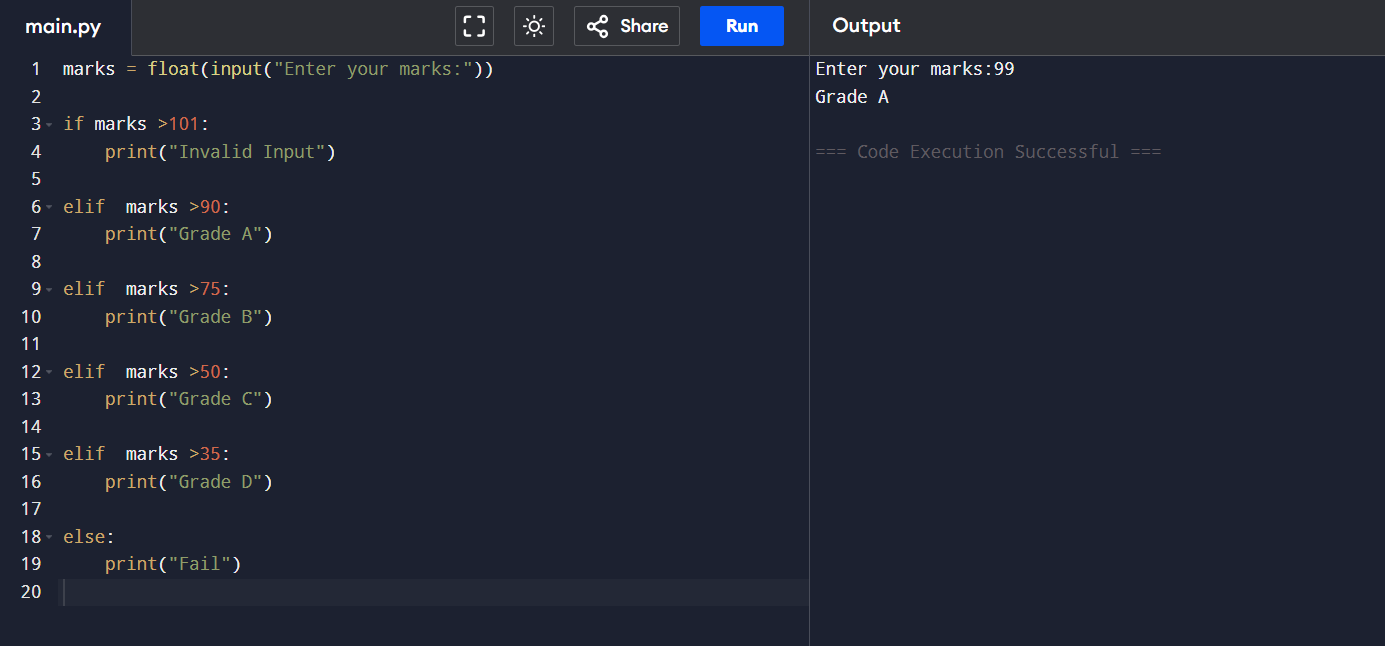 main.py
Share
Run
Output
1 marks = float(input("Enter your marks:"))
2
3 if marks >101:
4     print("Invalid Input")
5
6 elif  marks >90:
7     print("Grade A")
8
9 elif  marks >75:
10     print("Grade B")
11
12 elif  marks >50:
13     print("Grade C")
14
15 elif  marks >35:
16     print("Grade D")
17
18 else:
19     print("Fail")
20
Enter your marks:99
Grade A
=== Code Execution Successful ===